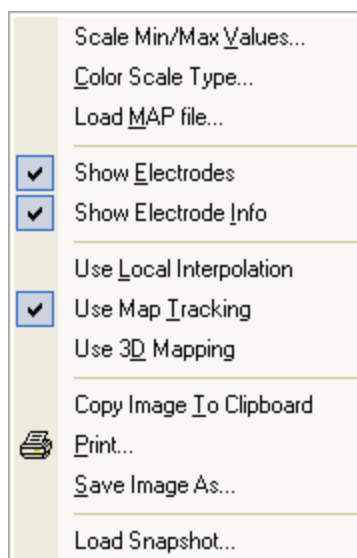 Scale Min/Max Values...
Color Scale Type...
Load MAP file...
Show Electrodes
Show Electrode Info
Use Local Interpolation
Use Map Tracking
Use 3D Mapping
Copy Image To Clipboard
Print...
Save Image As...
Load Snapshot...